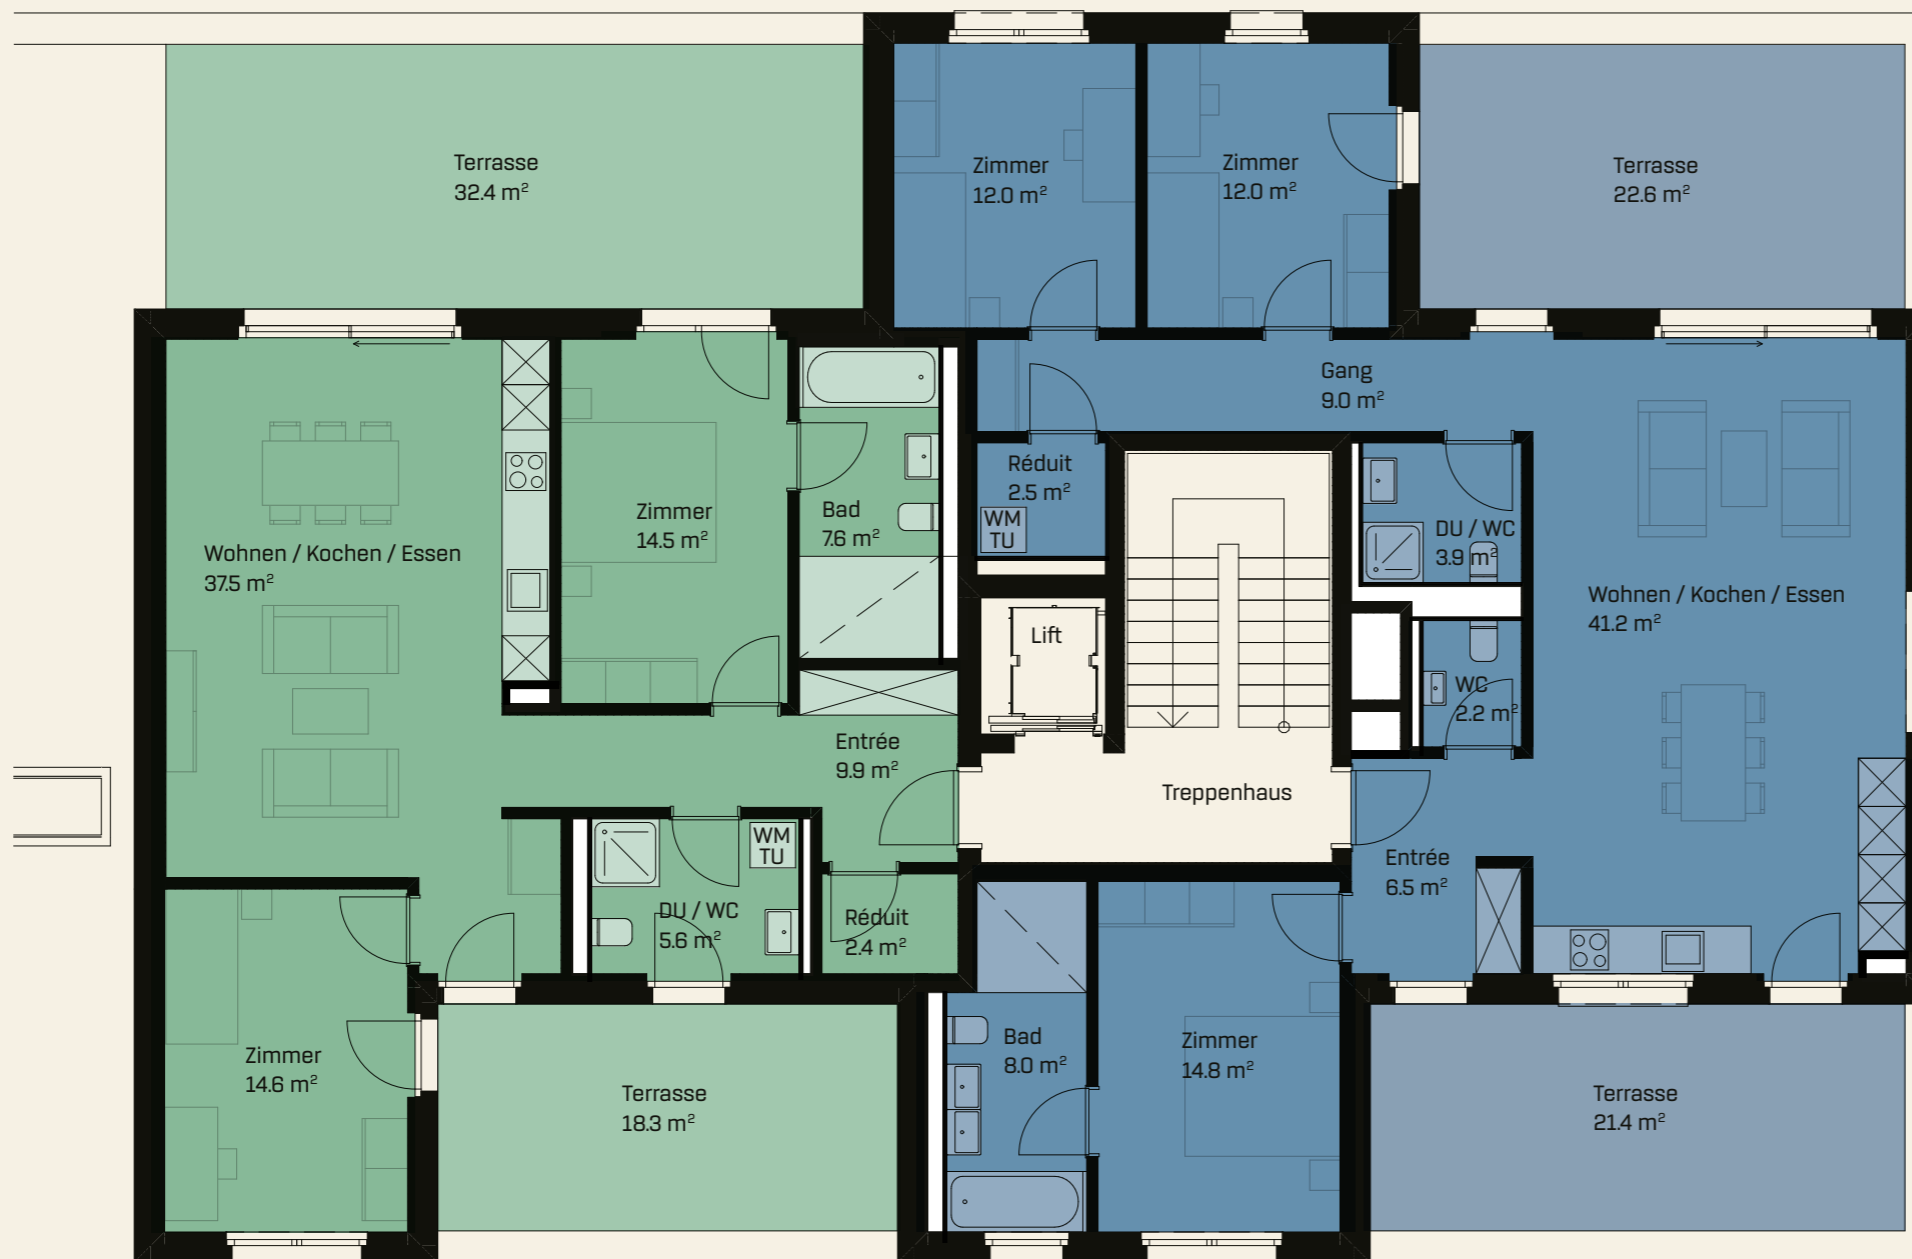 Terrasse
32.4 m²
Zimmer
12.0 m²
Zimmer
12.0 m²
Terrasse
22.6 m²
Gang
9.0 m²
Réduit
2.5 m²
WM
TU
Zimmer
14.5 m²
Bad
7.6 m²
Wohnen / Kochen / Essen
37.5 m²
DU / WC
3.9 m²
Wohnen / Kochen / Essen
41.2 m²
Lift
WC
2.2 m²
Entrée
9.9 m²
Treppenhaus
WM
TU
Entrée
6.5 m²
DU / WC
5.6 m²
Réduit
2.4 m²
Zimmer
14.6 m²
Bad
8.0 m²
Zimmer
14.8 m²
Terrasse
18.3 m²
Terrasse
21.4 m²